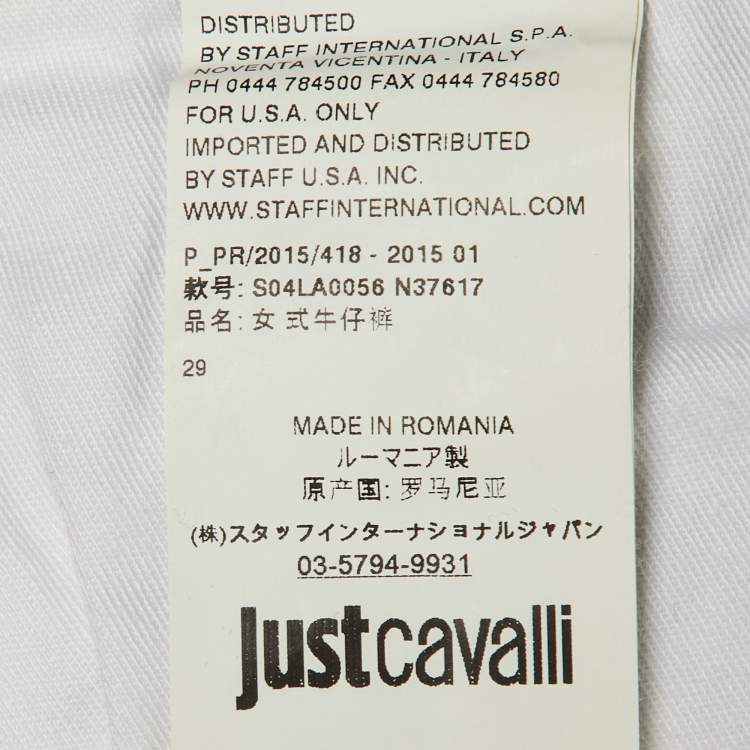 DISTRIBUTED
BY STAFF INTERNATIONAL S.P.A.
NOVENTA VICENTINA - ITALY
PH 0444 784500 FAX 0444 784580
FOR U.S.A. ONLY
IMPORTED AND DISTRIBUTED
BY STAFF U.S.A. INC.
WWW.STAFFINTERNATIONAL.COM
P_PR/2015/418 - 2015 01
款号: S04LA0056 N37617
品名: 女 式牛仔裤
29
MADE IN ROMANIA
ルーマニア製
原产国: 罗马尼亚
(株)スタッフインターナショナルジャパン
03-5794-9931
Justcavalli